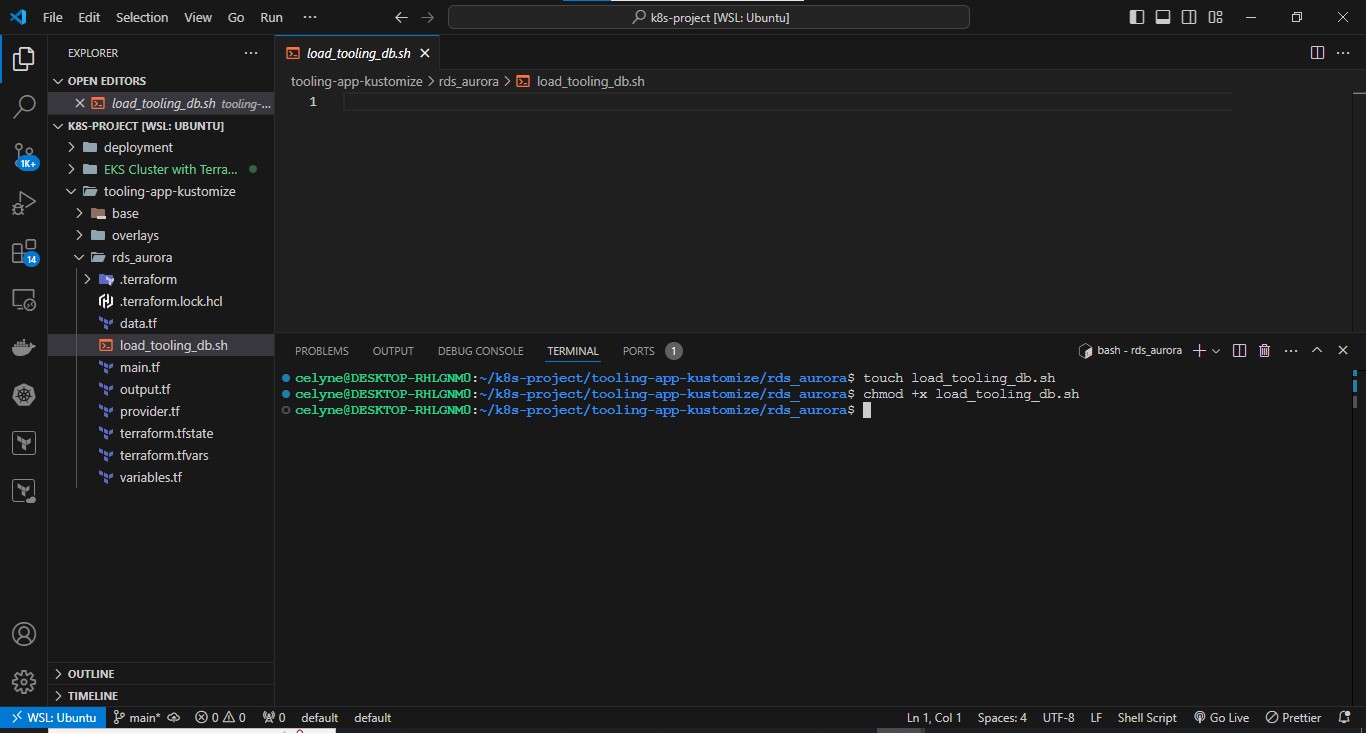 File Edit Selection View Go Run ··· k8s-project [WSL: Ubuntu]
EXPLORER ···
OPEN EDITORS
load_tooling_db.sh tooling-...
K8S-PROJECT [WSL: UBUNTU]
deployment
EKS Cluster with Terra...
tooling-app-kustomize
base
overlays
rds_aurora
.terraform
.terraform.lock.hcl
data.tf
load_tooling_db.sh
main.tf
output.tf
provider.tf
terraform.tfstate
terraform.tfvars
variables.tf
OUTLINE
TIMELINE
1K+
14
load_tooling_db.sh
tooling-app-kustomize > rds_aurora > load_tooling_db.sh
1
PROBLEMS OUTPUT DEBUG CONSOLE TERMINAL PORTS 1 bash - rds_aurora
celyne@DESKTOP-RHLGNM0:~/k8s-project/tooling-app-kustomize/rds_aurora$ touch load_tooling_db.sh
celyne@DESKTOP-RHLGNM0:~/k8s-project/tooling-app-kustomize/rds_aurora$ chmod +x load_tooling_db.sh
celyne@DESKTOP-RHLGNM0:~/k8s-project/tooling-app-kustomize/rds_aurora$
WSL: Ubuntu main* 0 0 0 default default Ln 1, Col 1 Spaces: 4 UTF-8 LF Shell Script Go Live Prettier